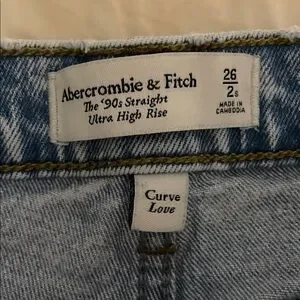 Abercrombie & Fitch
The '90s Straight
Ultra High Rise
26
2s
MADE IN
CAMBODIA
Curve
Love